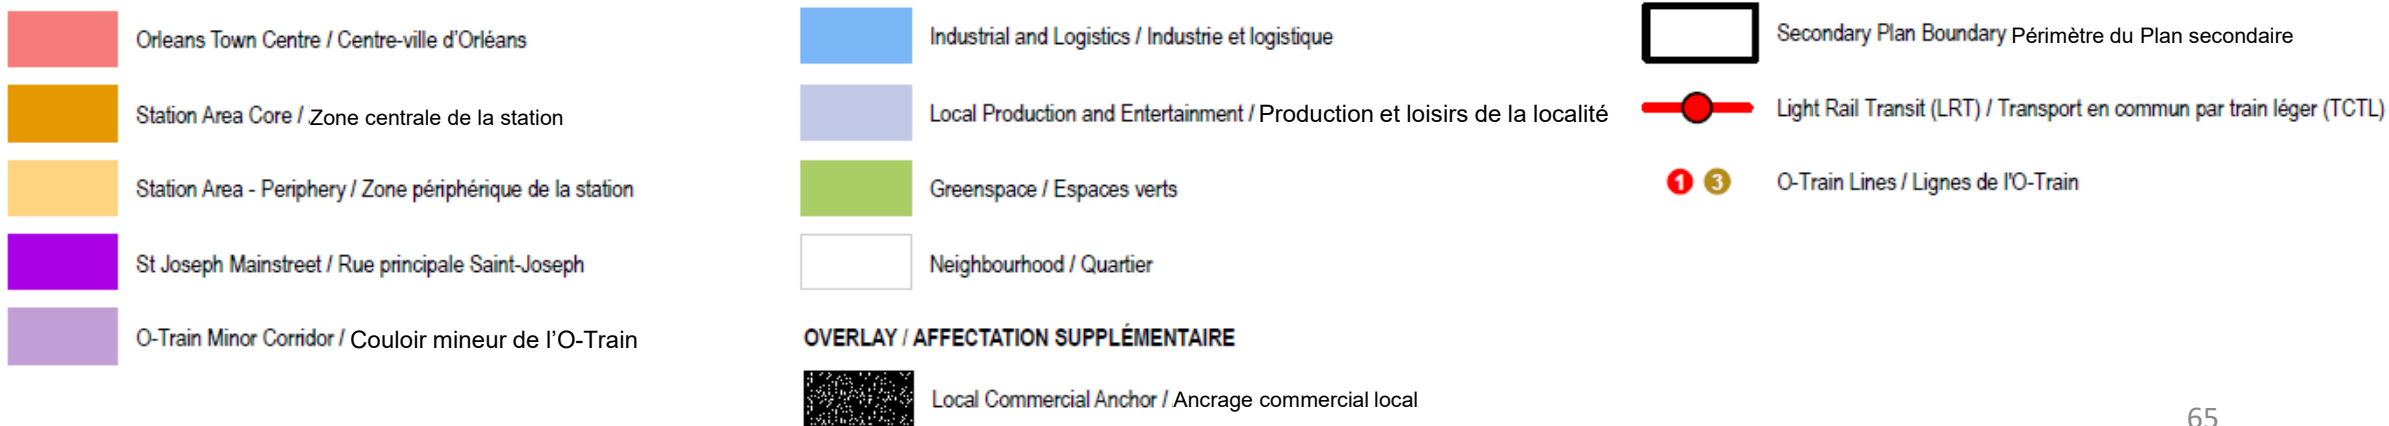 Orleans Town Centre / Centre-ville d'Orléans
Station Area Core / Zone centrale de la station
Station Area - Periphery / Zone périphérique de la station
St Joseph Mainstreet / Rue principale Saint-Joseph
O-Train Minor Corridor / Couloir mineur de l’O-Train
Industrial and Logistics / Industrie et logistique
Local Production and Entertainment / Production et loisirs de la localité
Greenspace / Espaces verts
Neighbourhood / Quartier
OVERLAY / AFFECTATION SUPPLÉMENTAIRE
Local Commercial Anchor / Ancrage commercial local
Secondary Plan Boundary Périmètre du Plan secondaire
Light Rail Transit (LRT) / Transport en commun par train léger (TCTL)
1 3 O-Train Lines / Lignes de l'O-Train
65